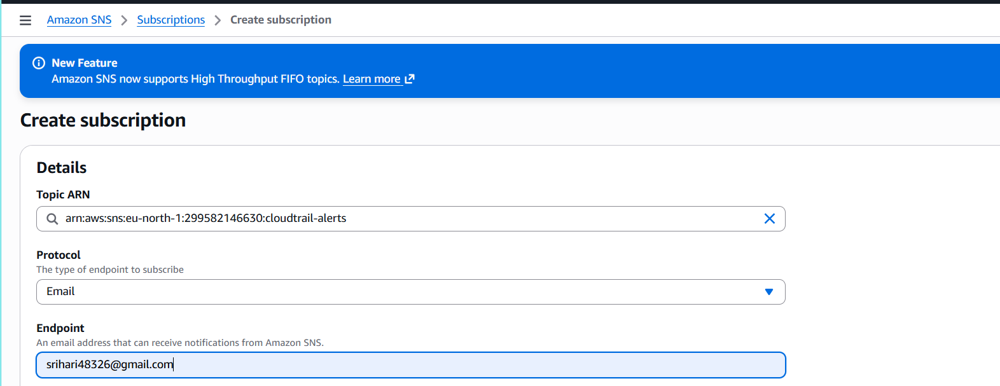 Amazon SNS > Subscriptions > Create subscription
New Feature
Amazon SNS now supports High Throughput FIFO topics. Learn more
Create subscription
Details
Topic ARN
arn:aws:sns:eu-north-1:299582146630:cloudtrail-alerts
Protocol
The type of endpoint to subscribe
Email
Endpoint
An email address that can receive notifications from Amazon SNS.
srihari48326@gmail.com